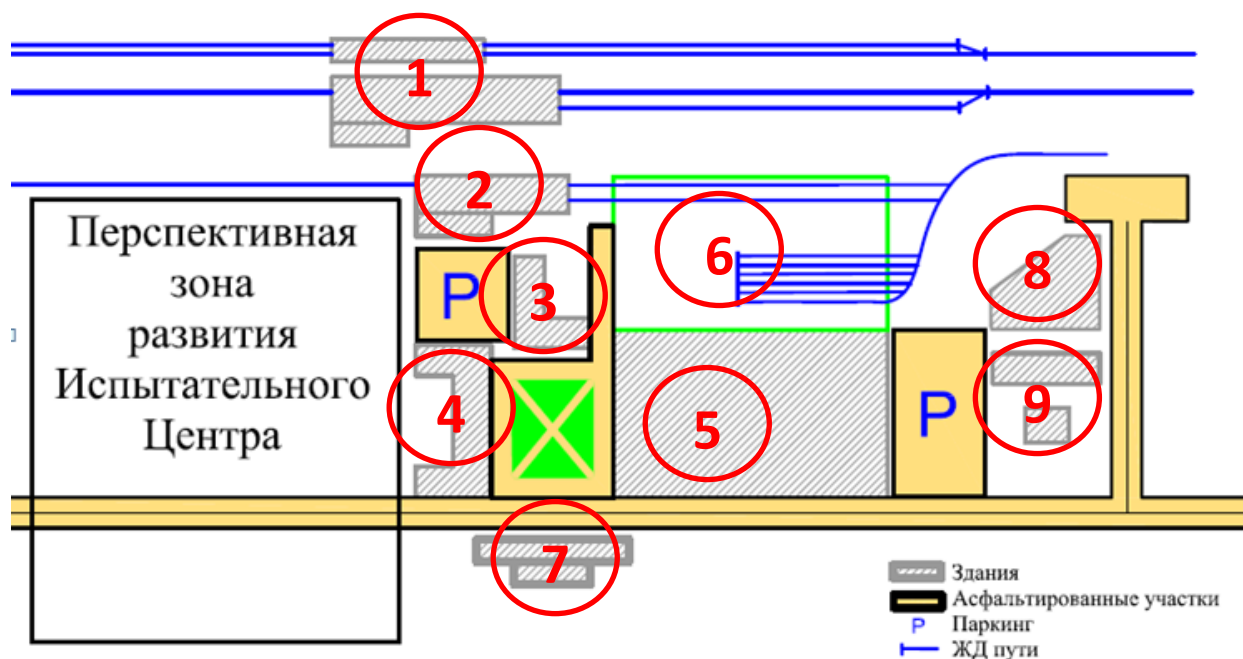 1
2
Перспективная
зона
развития
Испытательного
Центра
6
8
P
3
4
5
P
9
7
Здания
Асфальтированные участки
P Паркинг
ЖД пути